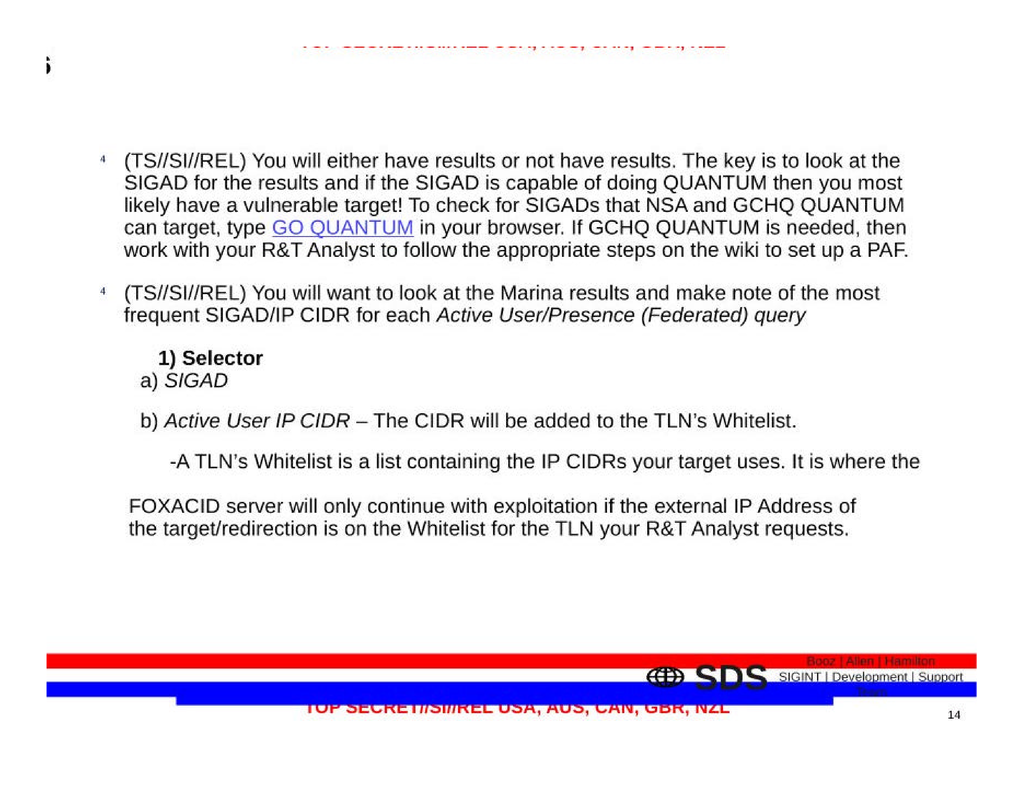 TOP SECRET//SI//REL USA, AUS, CAN, GBR, NZL
s
4 (TS//SI//REL) You will either have results or not have results. The key is to look at the
SIGAD for the results and if the SIGAD is capable of doing QUANTUM then you most
likely have a vulnerable target! To check for SIGADs that NSA and GCHQ QUANTUM
can target, type GO QUANTUM in your browser. If GCHQ QUANTUM is needed, then
work with your R&T Analyst to follow the appropriate steps on the wiki to set up a PAF.
4 (TS//SI//REL) You will want to look at the Marina results and make note of the most
frequent SIGAD/IP CIDR for each Active User/Presence (Federated) query
1) Selector
a) SIGAD
b) Active User IP CIDR – The CIDR will be added to the TLN’s Whitelist.
-A TLN’s Whitelist is a list containing the IP CIDRs your target uses. It is where the
FOXACID server will only continue with exploitation if the external IP Address of
the target/redirection is on the Whitelist for the TLN your R&T Analyst requests.
SDS
Booz | Allen | Hamilton
SIGINT | Development | Support
TOP SECRET//SI//REL USA, AUS, CAN, GBR, NZL
14